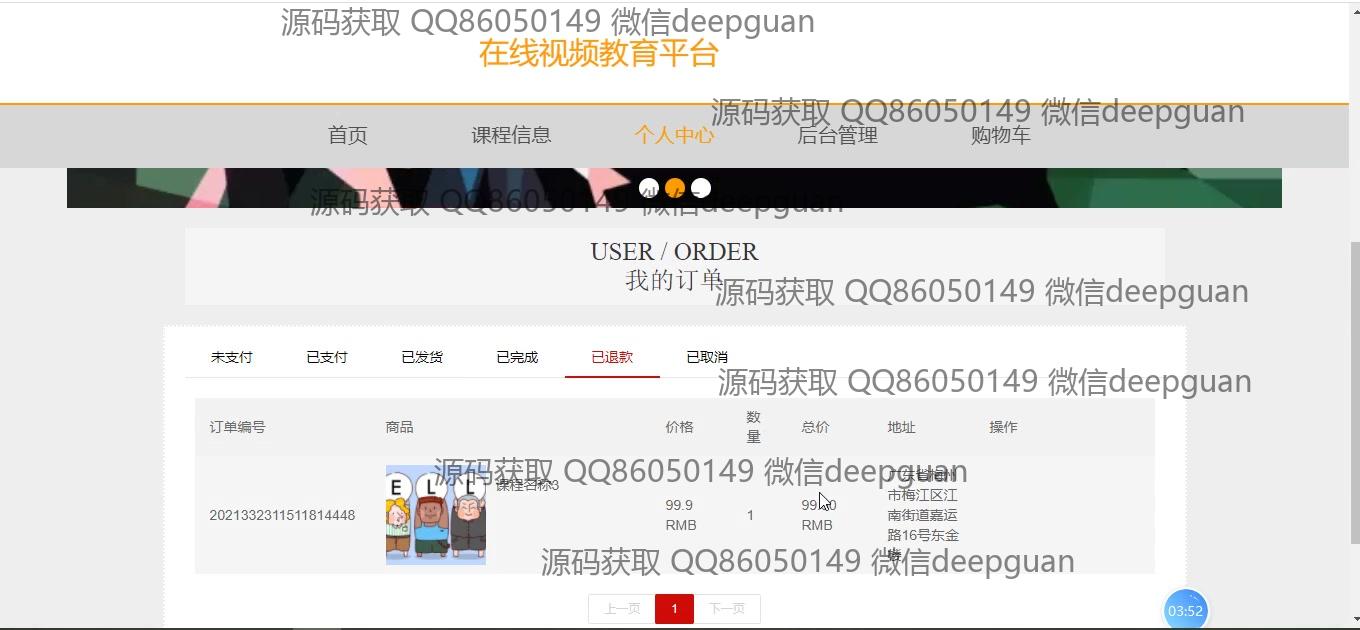 源码获取 QQ86050149 微信deepguan
在线视频教育平台
源码获取 QQ86050149 微信deepguan
首页 课程信息 个人中心 后台管理 购物车
源码获取 QQ86050149 微信deepguan
USER / ORDER
我的订单
源码获取 QQ86050149 微信deepguan
未支付 已支付 已发货 已完成 已退款 已取消
源码获取 QQ86050149 微信deepguan
订单编号 商品 价格 数量 总价 地址 操作
源码获取 QQ86050149 微信deepguan
E L L
课程名称3
2021332311511814448
99.9
RMB
1
RMB
广东省梅州
市梅江区江
南街道嘉运
路16号东金
源码获取 QQ86050149 微信deepguan
上一页 1 下一页
03:52